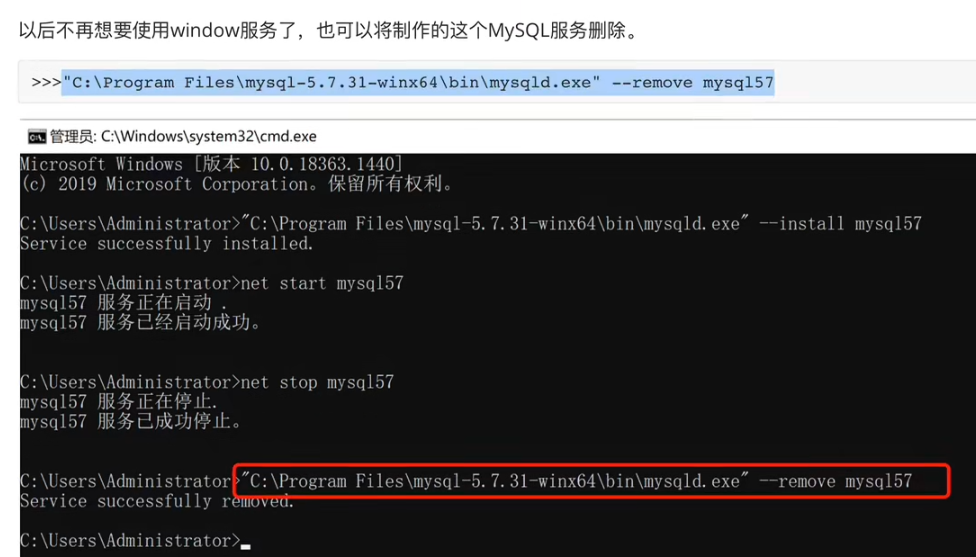 以后不再想要使用window服务了，也可以将制作的这个MySQL服务删除。
>>>"C:\Program Files\mysql-5.7.31-winx64\bin\mysqld.exe" --remove mysql57
管理员: C:\Windows\system32\cmd.exe
Microsoft Windows [版本 10.0.18363.1440]
(c) 2019 Microsoft Corporation。保留所有权利。
C:\Users\Administrator>"C:\Program Files\mysql-5.7.31-winx64\bin\mysqld.exe" --install mysql57
Service successfully installed.
C:\Users\Administrator>net start mysql57
mysql57 服务正在启动 .
mysql57 服务已经启动成功。
C:\Users\Administrator>net stop mysql57
mysql57 服务正在停止.
mysql57 服务已成功停止。
C:\Users\Administrator>"C:\Program Files\mysql-5.7.31-winx64\bin\mysqld.exe" --remove mysql57
Service successfully removed.
C:\Users\Administrator>